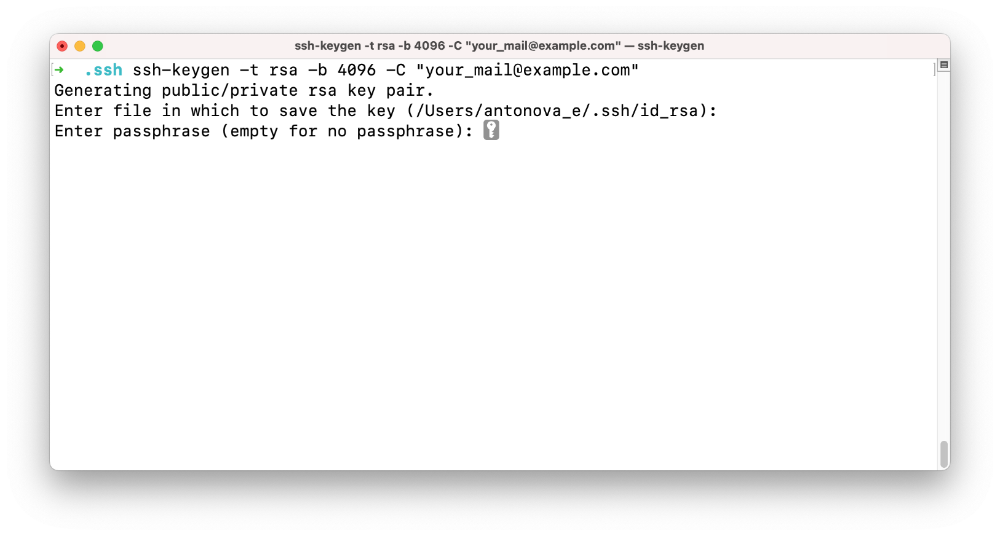 ssh-keygen -t rsa -b 4096 -C "your_mail@example.com" — ssh-keygen
➜ .ssh ssh-keygen -t rsa -b 4096 -C "your_mail@example.com"
Generating public/private rsa key pair.
Enter file in which to save the key (/Users/antonova_e/.ssh/id_rsa):
Enter passphrase (empty for no passphrase):